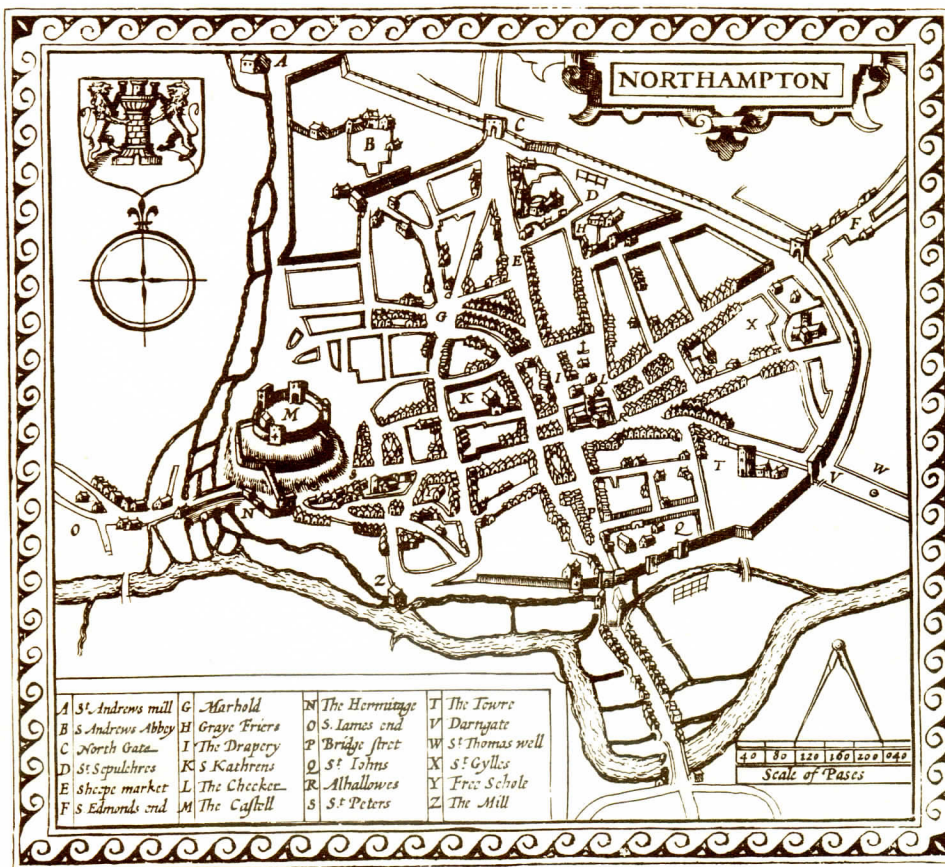 NORTHAMPTON
A
C
B
D
F
E
G
X
I
L
K
M
S
T
V
W
N
P
Q
O
Z
A St. Andrews mill
B S Andrews Abbey
C North Gate
D St. Sepulchres
E sheepe market
F S Edmonds end
G Marhold
H Graye Friers
I The Drapery
K S Kathrens
L The Checker
M The Castell
N The Hermitage
O S. Iames end
P Bridge stret
Q St. Iohns
R Alhallowes
S St. Peters
T The Towre
V Darngate
W St Thomas well
X St. Gylles
Y Free Schole
Z The Mill
40 80 120 160 200 040
Scale of Pases